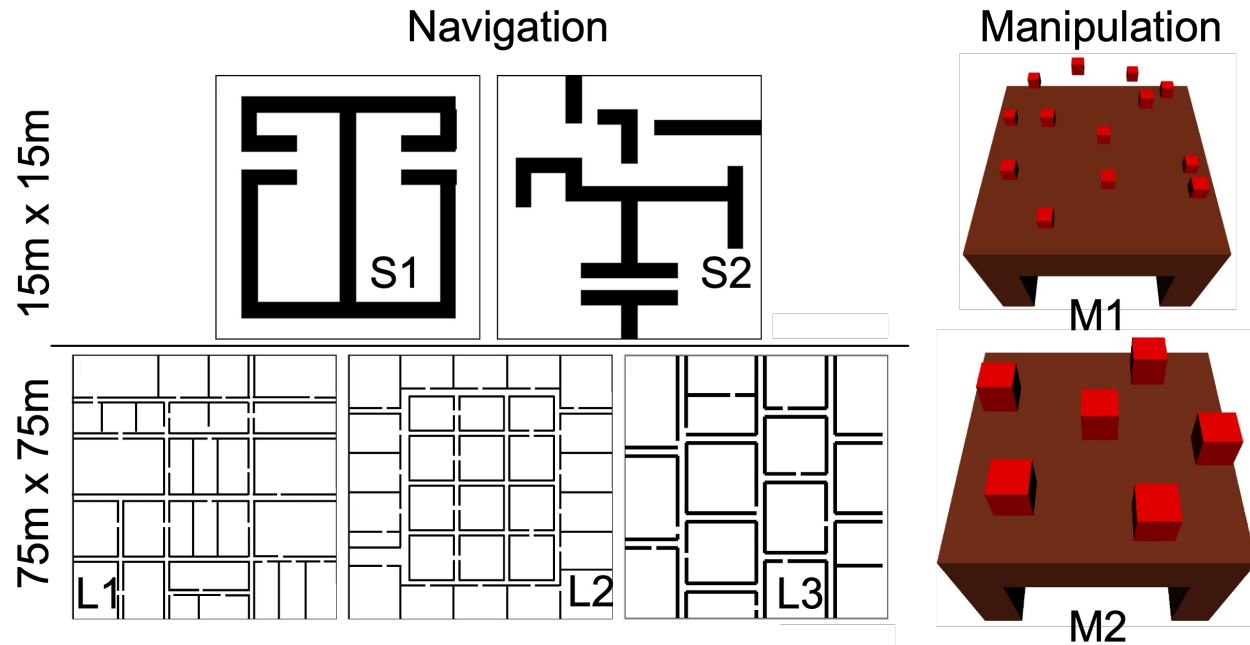 Navigation
Manipulation
15m x 15m
S1
S2
M1
75m x 75m
L1
L2
L3
M2